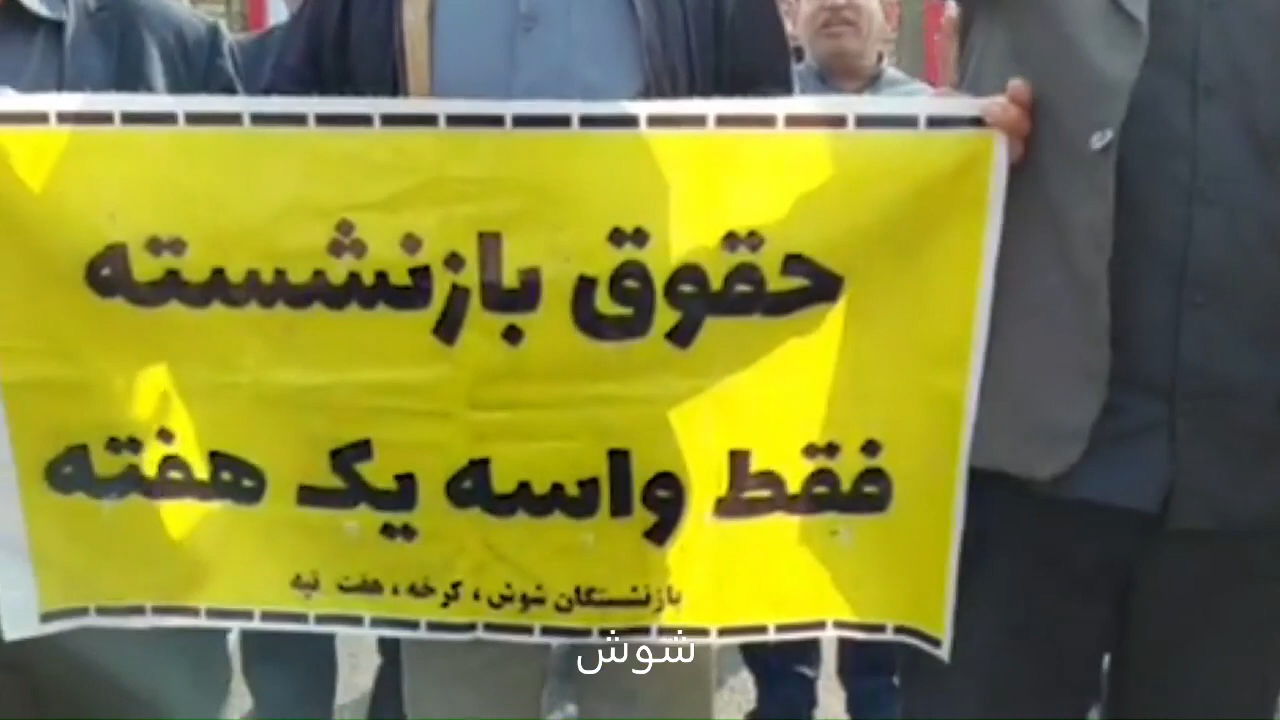 حقوق بازنشسته
فقط واسه یک هفته
بازنشستگان شوش ، کرخه ، هفت تپه
شوش